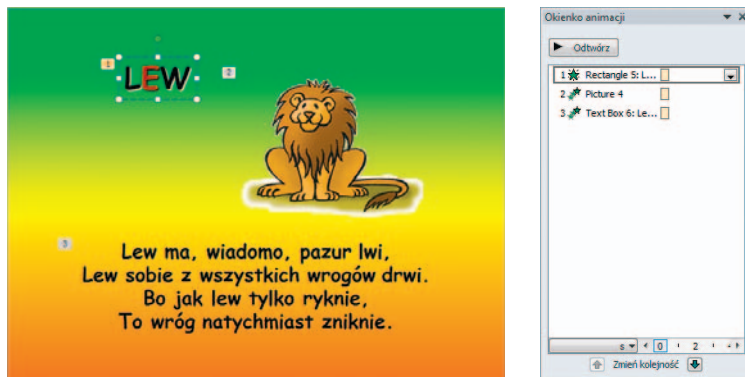 1
LEW
2
3
Lew ma, wiadomo, pazur lwi,
Lew sobie z wszystkich wrogów drwi.
Bo jak lew tylko ryknie,
To wróg natychmiast zniknie.
Okienko animacji
Odtwórz
1 Rectangle 5: L...
2 Picture 4
3 Text Box 6: Le...
s 0 2
Zmień kolejność